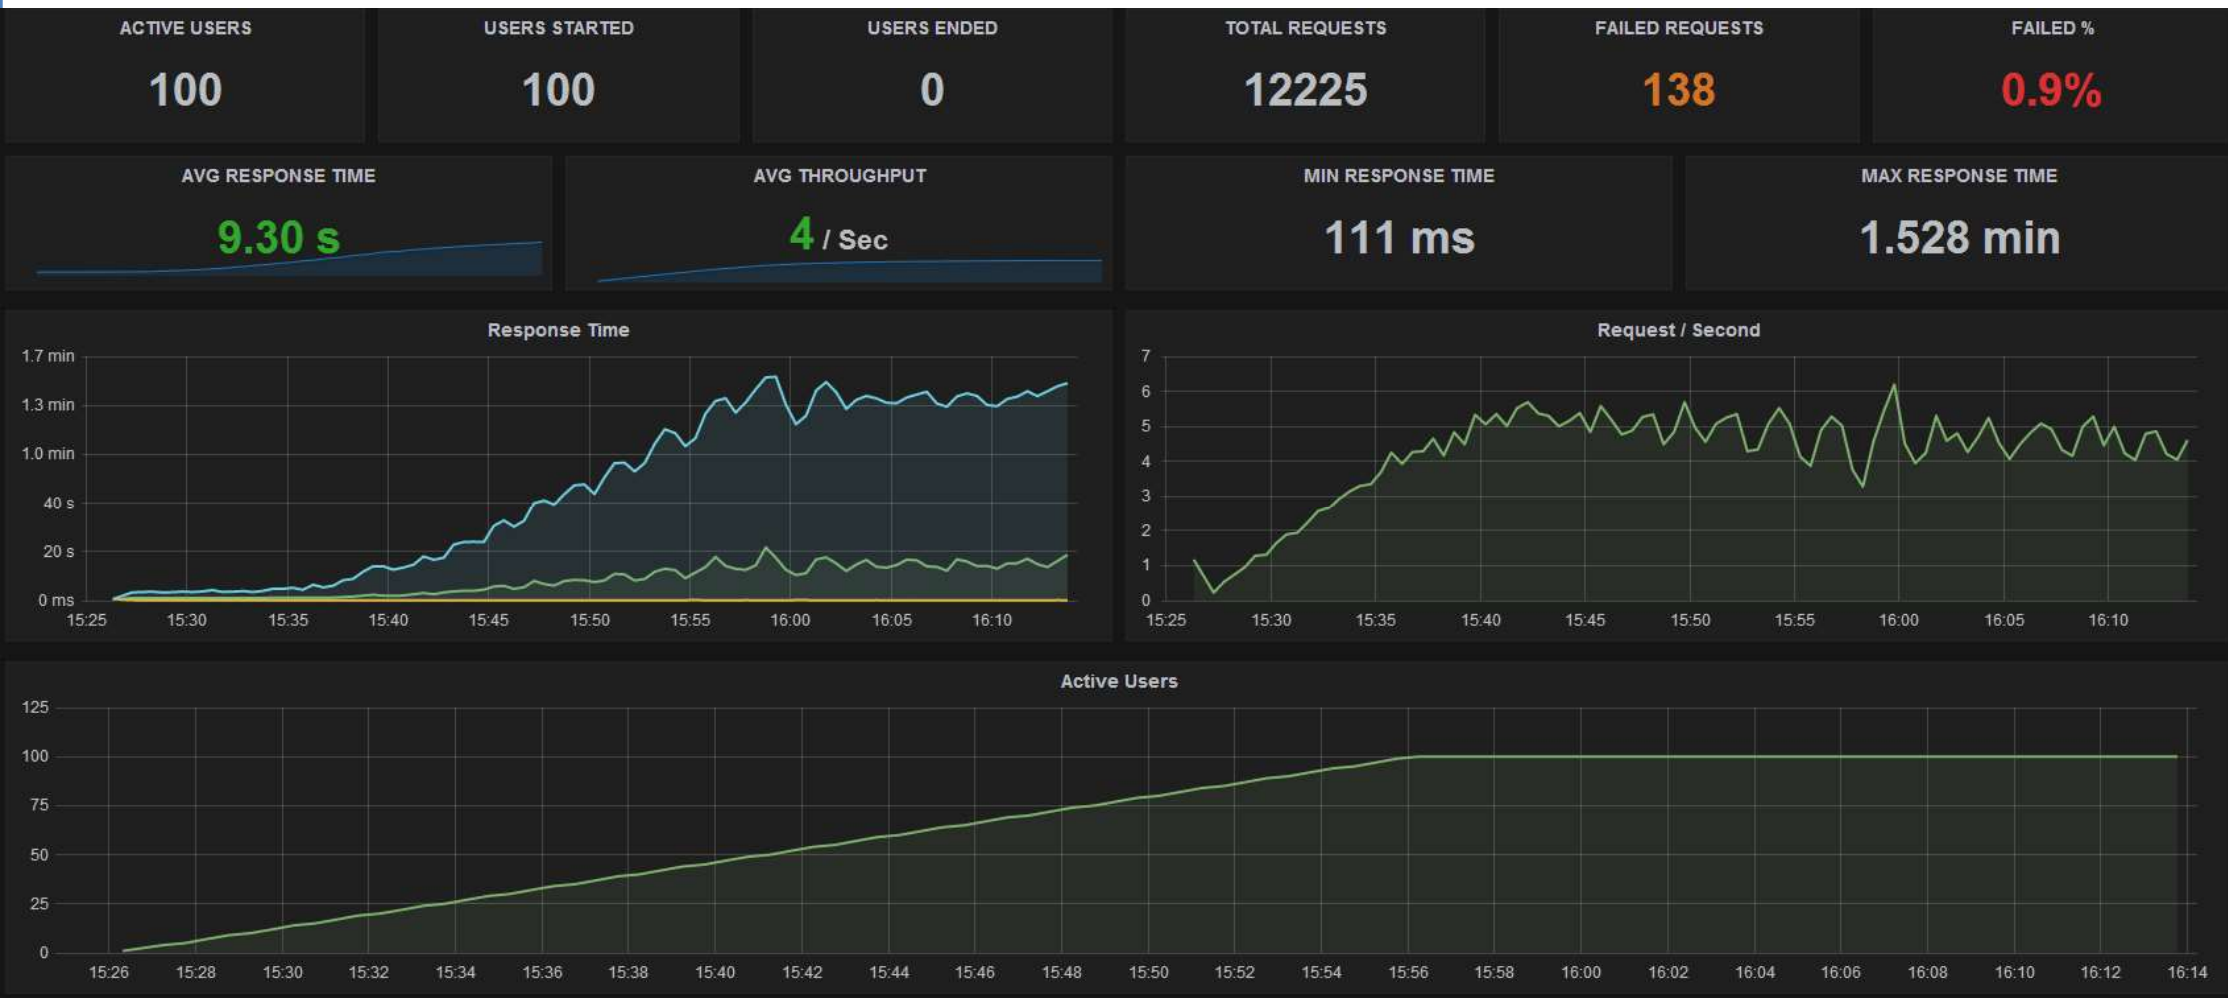 ACTIVE USERS USERS STARTED USERS ENDED TOTAL REQUESTS FAILED REQUESTS FAILED %
100 100 0 12225 138 0.9%
AVG RESPONSE TIME AVG THROUGHPUT MIN RESPONSE TIME MAX RESPONSE TIME
9.30 s 4 / Sec 111 ms 1.528 min
Response Time
1.7 min
1.3 min
1.0 min
40 s
20 s
0 ms
15:25 15:30 15:35 15:40 15:45 15:50 15:55 16:00 16:05 16:10
Request / Second
7
6
5
4
3
2
1
0
15:25 15:30 15:35 15:40 15:45 15:50 15:55 16:00 16:05 16:10
Active Users
125
100
75
50
25
0
15:26 15:28 15:30 15:32 15:34 15:36 15:38 15:40 15:42 15:44 15:46 15:48 15:50 15:52 15:54 15:56 15:58 16:00 16:02 16:04 16:06 16:08 16:10 16:12 16:14